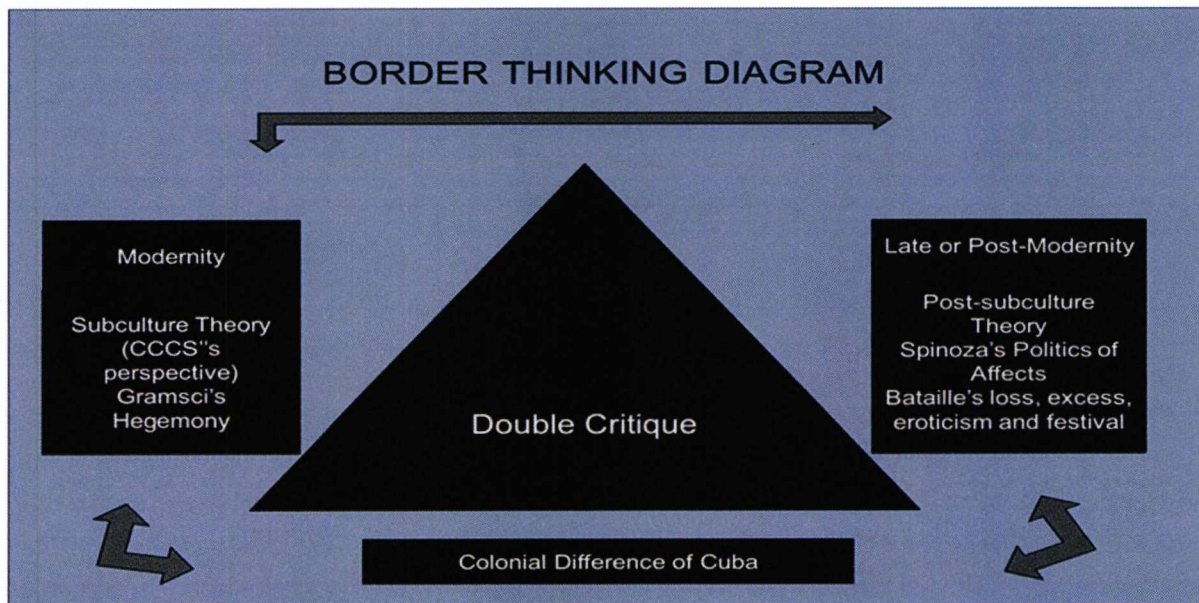 BORDER THINKING DIAGRAM
Modernity
Subculture Theory
(CCCS"s
perspective)
Gramsci's
Hegemony
Double Critique
Late or Post-Modernity
Post-subculture
Theory
Spinoza's Politics of
Affects
Bataille's loss, excess,
eroticism and festival
Colonial Difference of Cuba